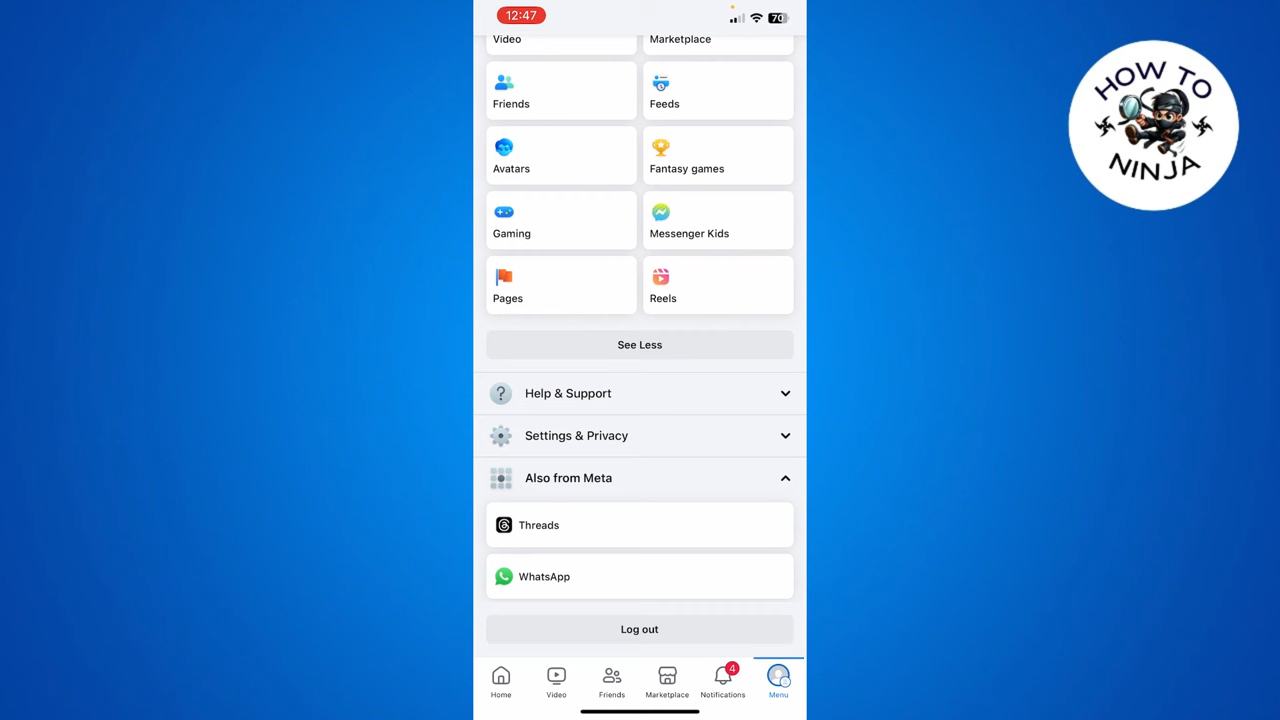 12:47
70
Video
Marketplace
Friends
Feeds
Avatars
Fantasy games
Gaming
Messenger Kids
Pages
Reels
See Less
Help & Support
Settings & Privacy
Also from Meta
Threads
WhatsApp
Log out
4
Home
Video
Friends
Marketplace
Notifications
Menu
HOW TO
NINJA